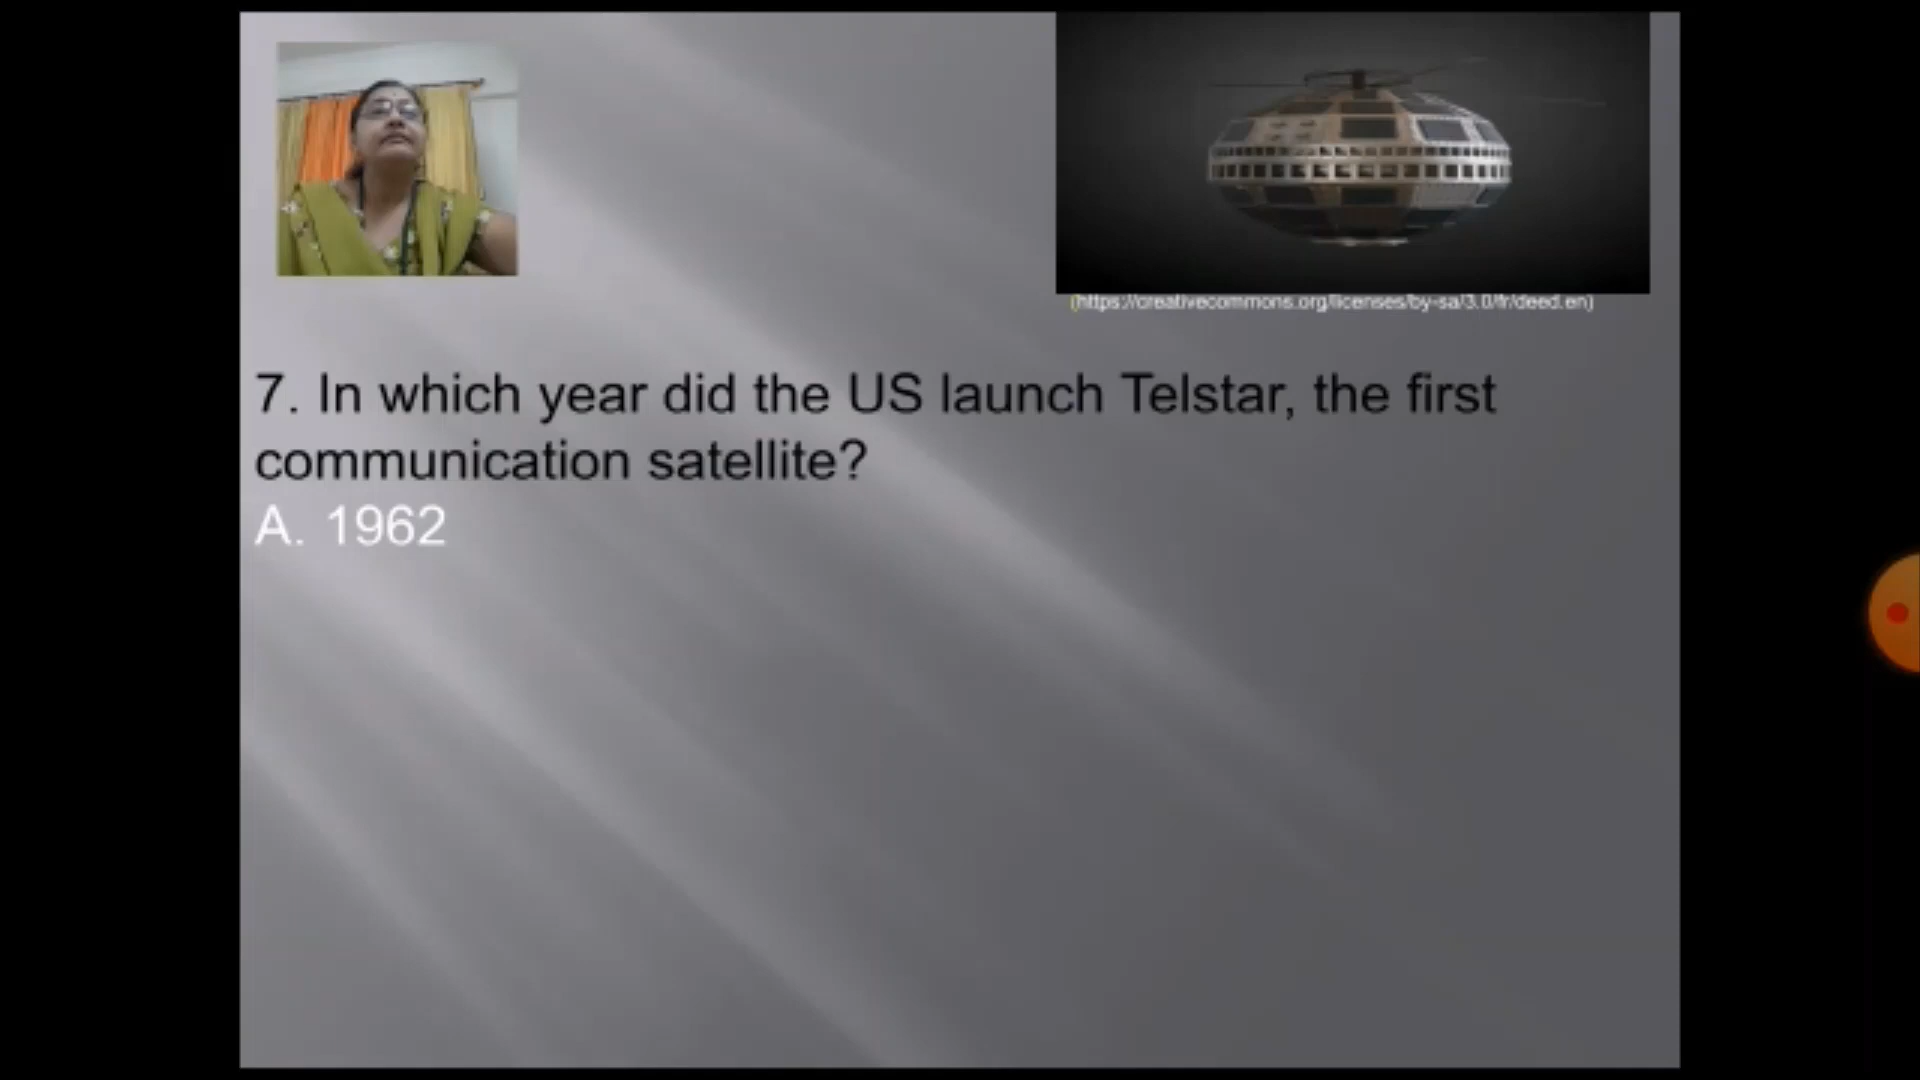 (https://creativecommons.org/licenses/by-sa/3.0/fr/deed.en)
7. In which year did the US launch Telstar, the first
communication satellite?
A. 1962